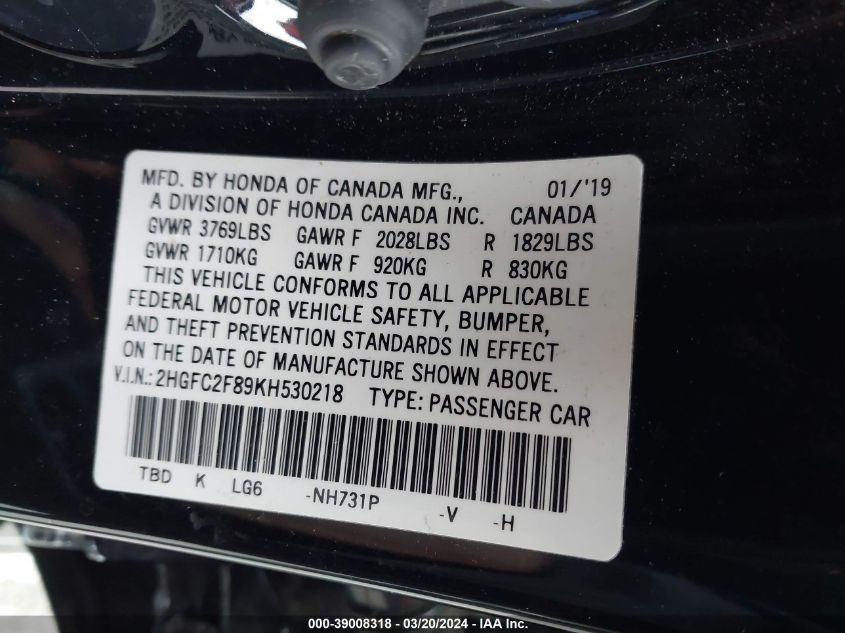 MFD. BY HONDA OF CANADA MFG., 01/'19
A DIVISION OF HONDA CANADA INC. CANADA
GVWR 3769LBS GAWR F 2028LBS R 1829LBS
GVWR 1710KG GAWR F 920KG R 830KG
THIS VEHICLE CONFORMS TO ALL APPLICABLE
FEDERAL MOTOR VEHICLE SAFETY, BUMPER,
AND THEFT PREVENTION STANDARDS IN EFFECT
ON THE DATE OF MANUFACTURE SHOWN ABOVE.
V.I.N.: 2HGFC2F89KH530218 TYPE: PASSENGER CAR
TBD K LG6 -NH731P -V -H
000-39008318 - 03/20/2024 - IAAI INC.